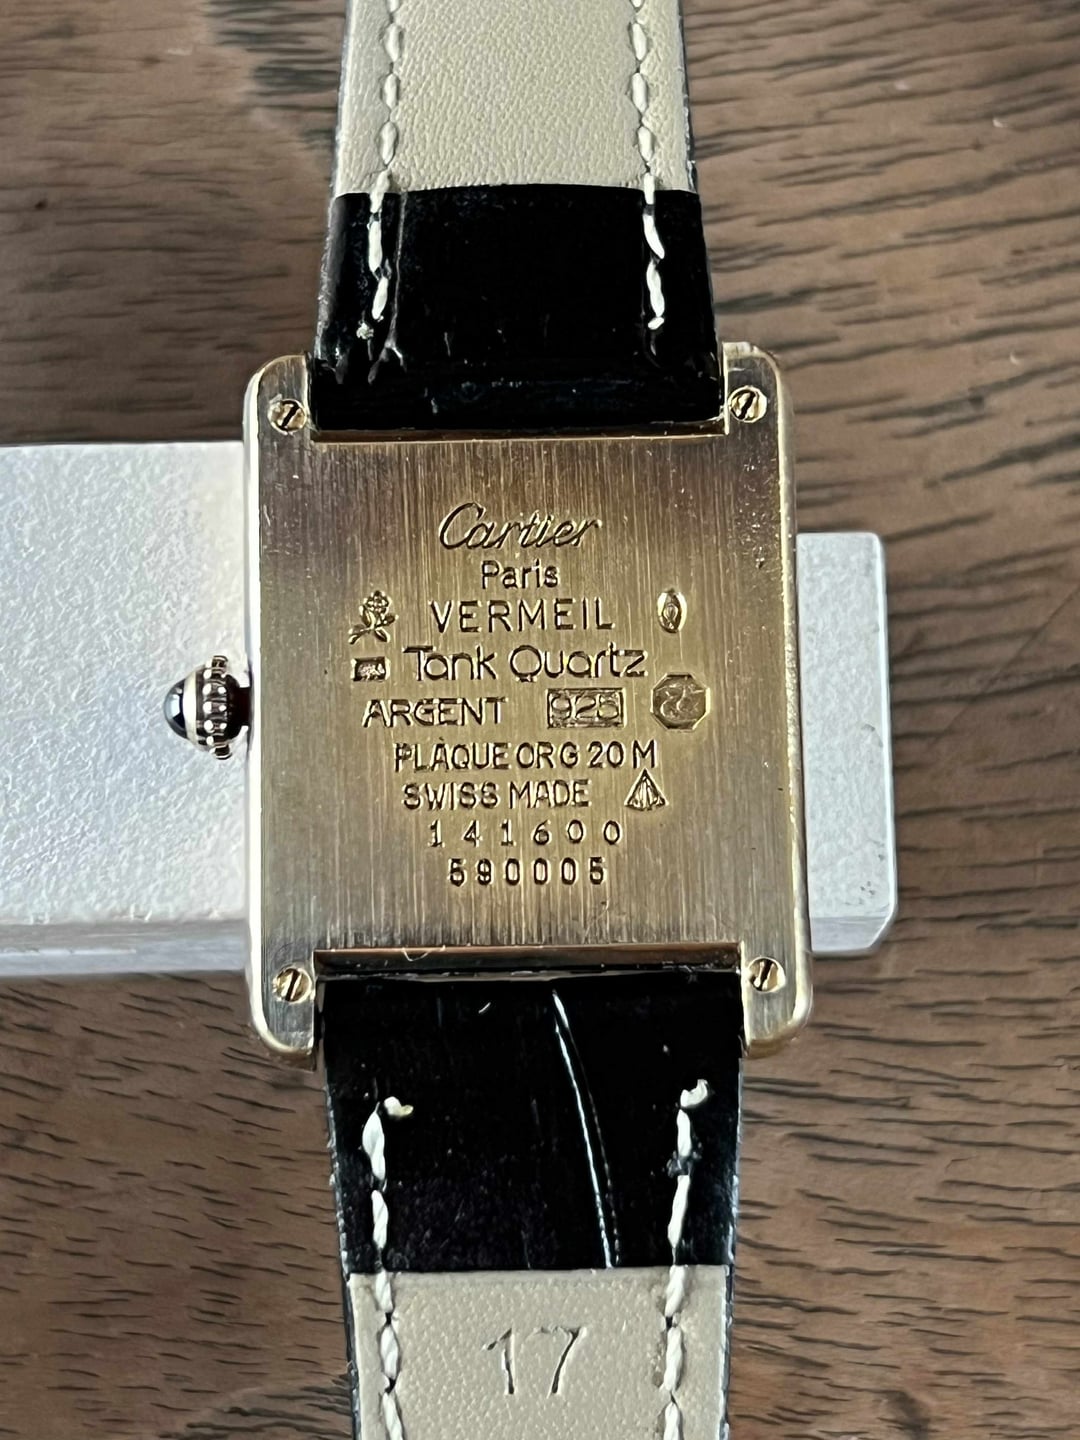 Cartier
Paris
VERMEIL
Tank Quartz
ARGENT 925
PLAQUE OR G 20 M
SWISS MADE
141600
590005
17